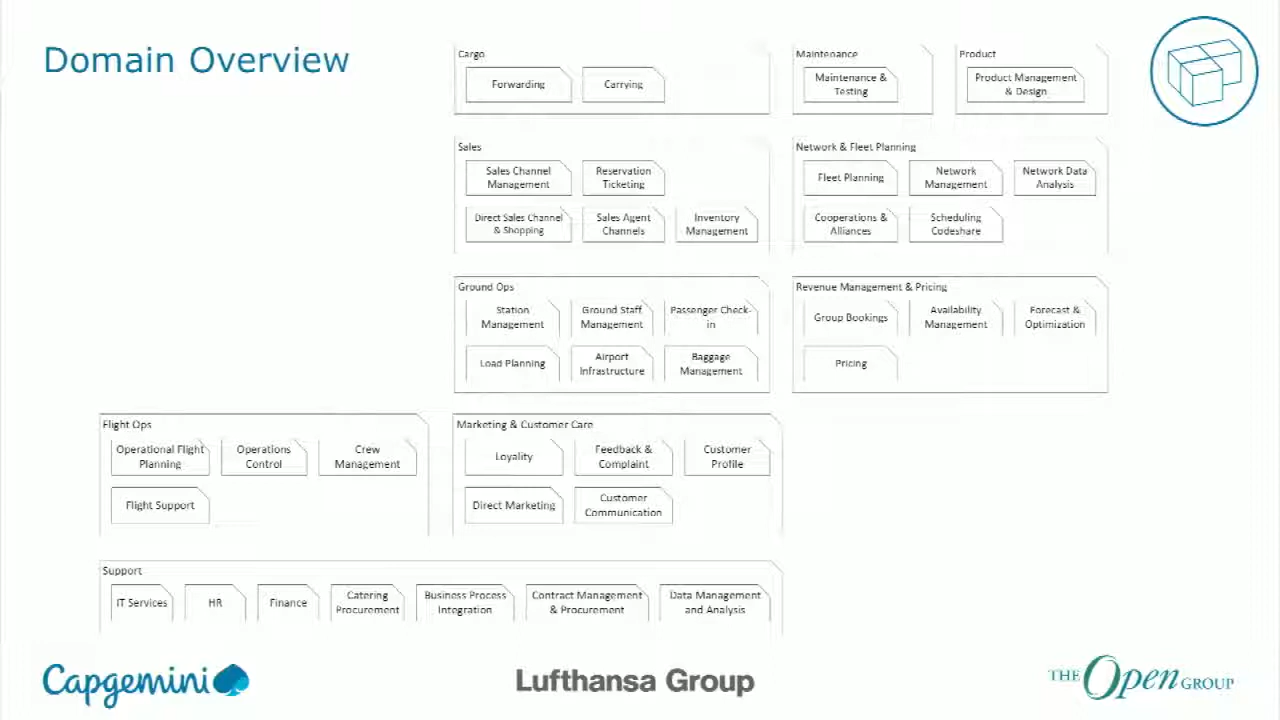 Domain Overview
Cargo
Forwarding
Carrying
Maintenance
Maintenance &
Testing
Product
Product Management
& Design
Sales
Sales Channel
Management
Reservation
Ticketing
Direct Sales Channel
& Shopping
Sales Agent
Channels
Inventory
Management
Network & Fleet Planning
Fleet Planning
Network
Management
Network Data
Analysis
Cooperations &
Alliances
Scheduling
Codeshare
Ground Ops
Station
Management
Ground Staff
Management
Passenger Check-
in
Load Planning
Airport
Infrastructure
Baggage
Management
Revenue Management & Pricing
Group Bookings
Availability
Management
Forecast &
Optimization
Pricing
Flight Ops
Operational Flight
Planning
Operations
Control
Crew
Management
Flight Support
Marketing & Customer Care
Loyality
Feedback &
Complaint
Customer
Profile
Direct Marketing
Customer
Communication
Support
IT Services
HR
Finance
Catering
Procurement
Business Process
Integration
Contract Management
& Procurement
Data Management
and Analysis
Capgemini
Lufthansa Group
THE Open GROUP